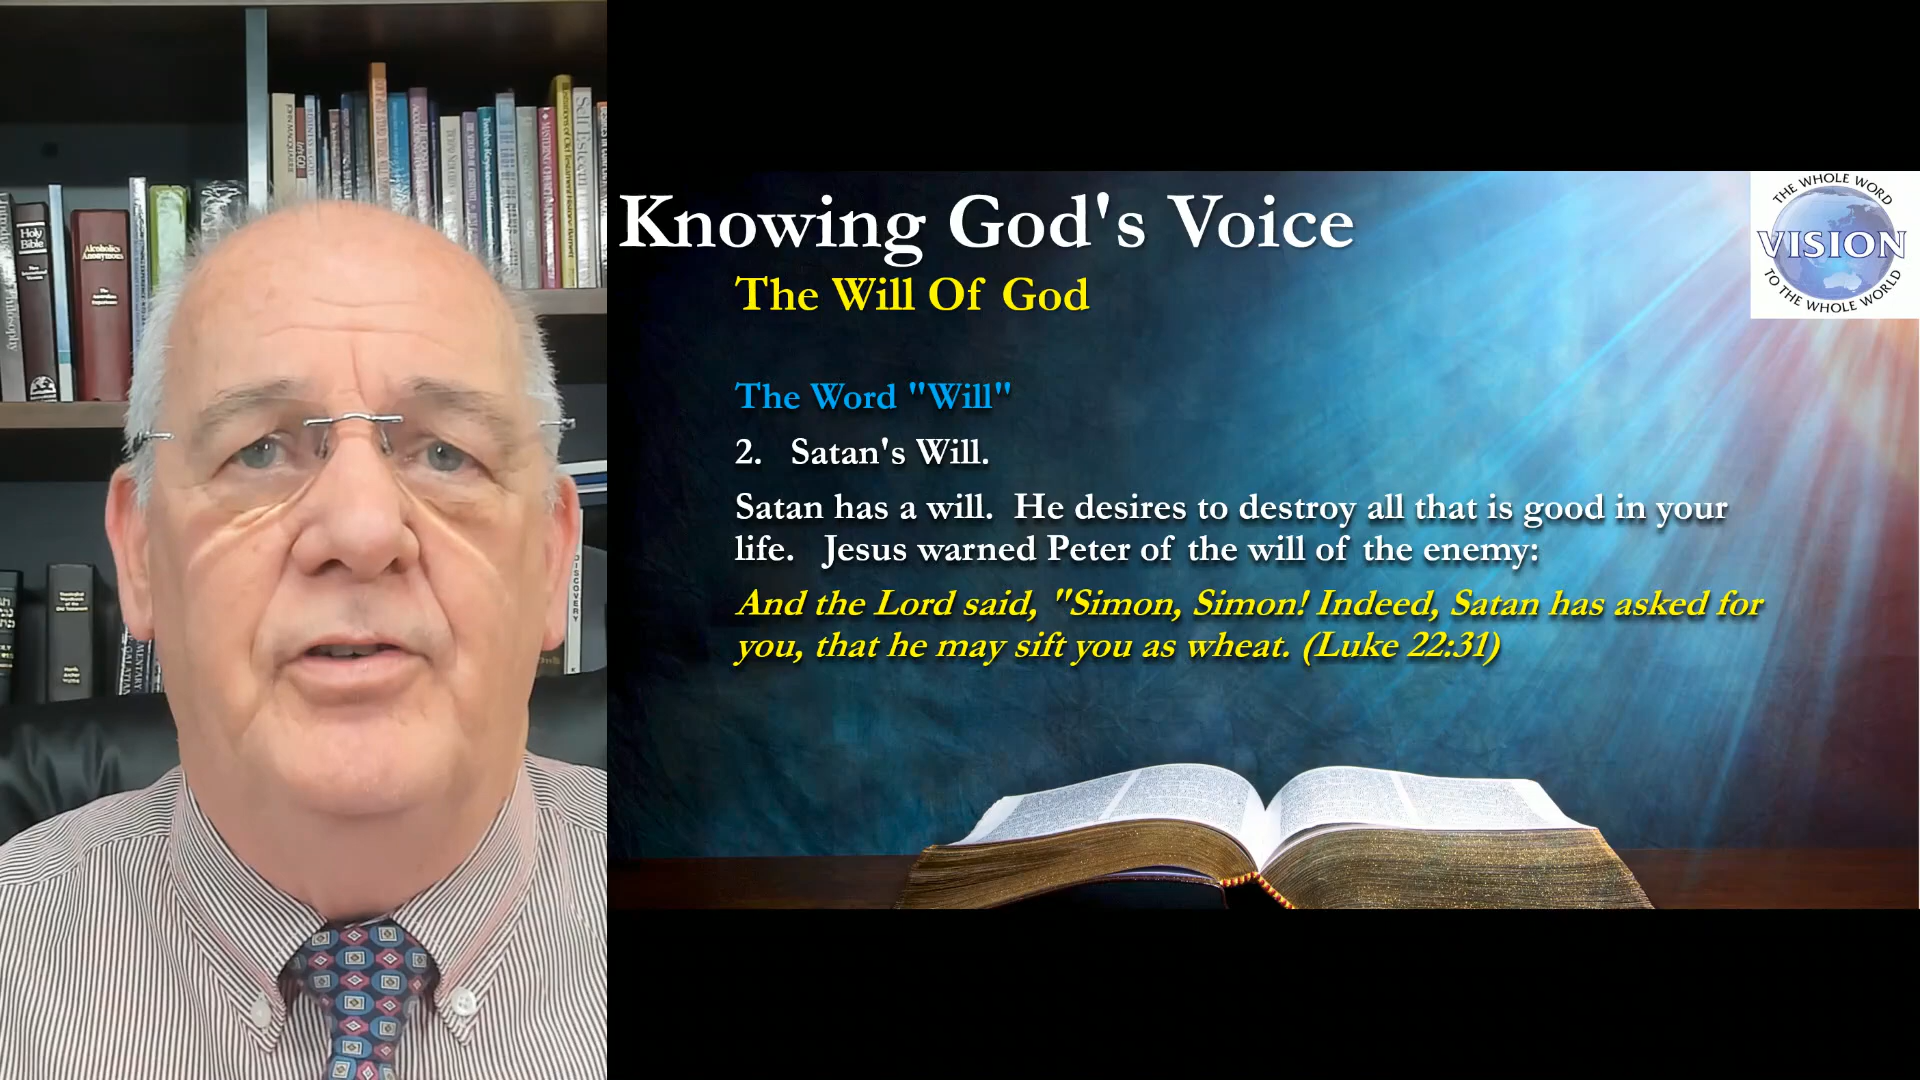 Knowing God's Voice
The Will Of God
The Word "Will"
2. Satan's Will.
Satan has a will. He desires to destroy all that is good in your
life. Jesus warned Peter of the will of the enemy:
And the Lord said, "Simon, Simon! Indeed, Satan has asked for
you, that he may sift you as wheat. (Luke 22:31)
THE WHOLE WORD
VISION
TO THE WHOLE WORLD
Holy
Bible
Alcoholics
Anonymous
Self Esteem
DISCOVERY